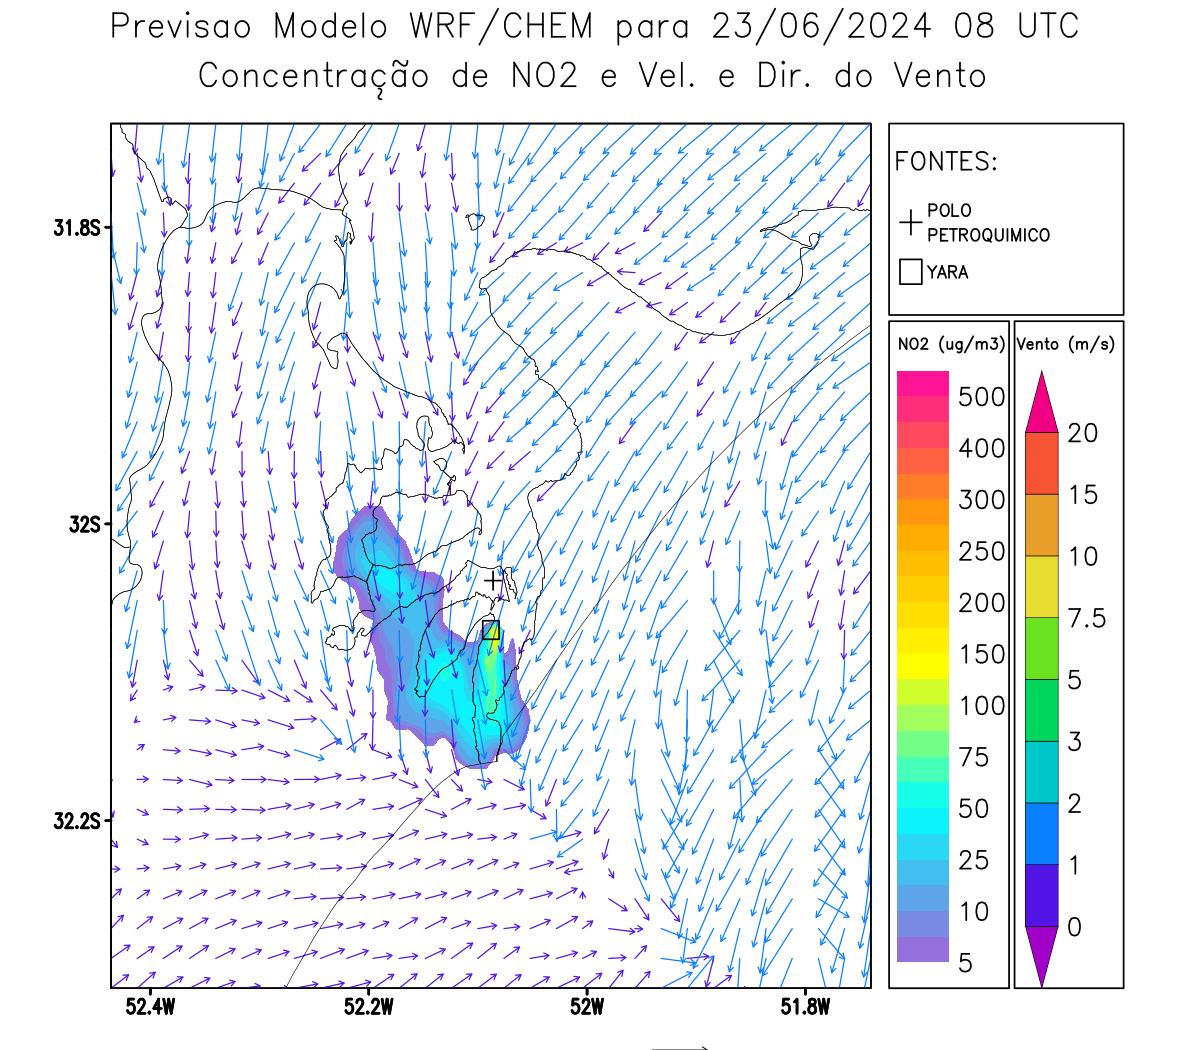 Previsao Modelo WRF/CHEM para 23/06/2024 08 UTC
Concentração de NO2 e Vel. e Dir. do Vento
FONTES:
POLO
PETROQUIMICO
YARA
NO2 (ug/m3)
500
400
300
250
200
150
100
75
50
25
10
5
Vento (m/s)
20
15
10
7.5
5
3
2
1
0
31.8S
32S
32.2S
52.4W
52.2W
52W
51.8W